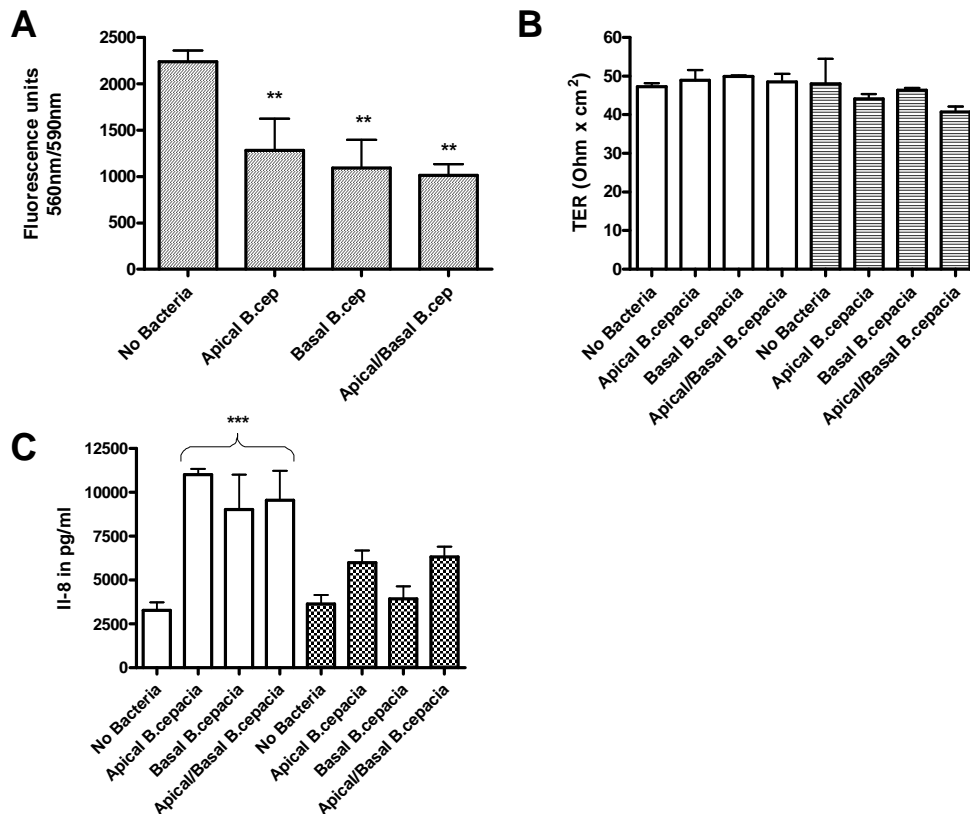 A
Fluorescence units
560nm/590nm
2500
2000
1500
1000
500
0
**
**
**
No Bacteria
Apical B.cep
Basal B.cep
Apical/Basal B.cep
B
TER (Ohm x cm2)
60
50
40
30
20
10
0
No Bacteria
Apical B.cepacia
Basal B.cepacia
Apical/Basal B.cepacia
No Bacteria
Apical B.cepacia
Basal B.cepacia
Apical/Basal B.cepacia
C
Il-8 in pg/ml
12500
10000
7500
5000
2500
0
***
No Bacteria
Apical B.cepacia
Basal B.cepacia
Apical/Basal B.cepacia
No Bacteria
Apical B.cepacia
Basal B.cepacia
Apical/Basal B.cepacia